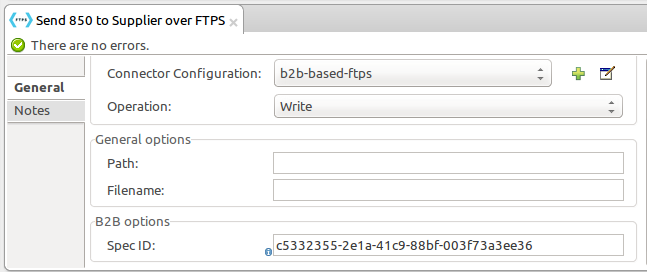 FTPS Send 850 to Supplier over FTPS
There are no errors.
General
Notes
Connector Configuration: b2b-based-ftps
Operation: Write
General options
Path:
Filename:
B2B options
Spec ID: c5332355-2e1a-41c9-88bf-003f73a3ee36